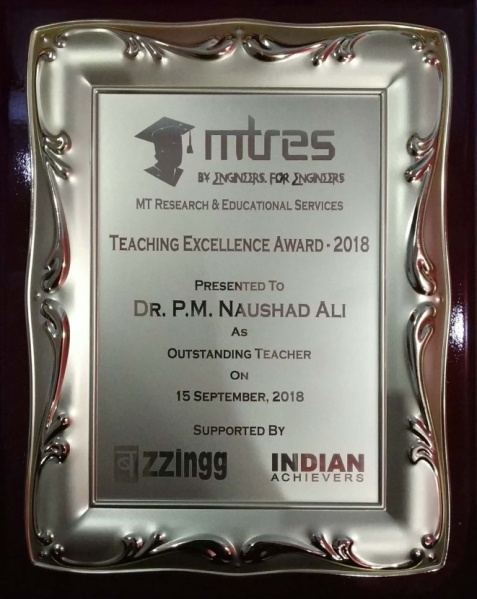 mtres
BY ENGINEERS, FOR ENGINEERS
MT RESEARCH & EDUCATIONAL SERVICES
TEACHING EXCELLENCE AWARD - 2018
PRESENTED TO
DR. P.M. NAUSHAD ALI
AS
OUTSTANDING TEACHER
ON
15 SEPTEMBER, 2018
SUPPORTED BY
बुzzingg
INDIAN
ACHIEVERS